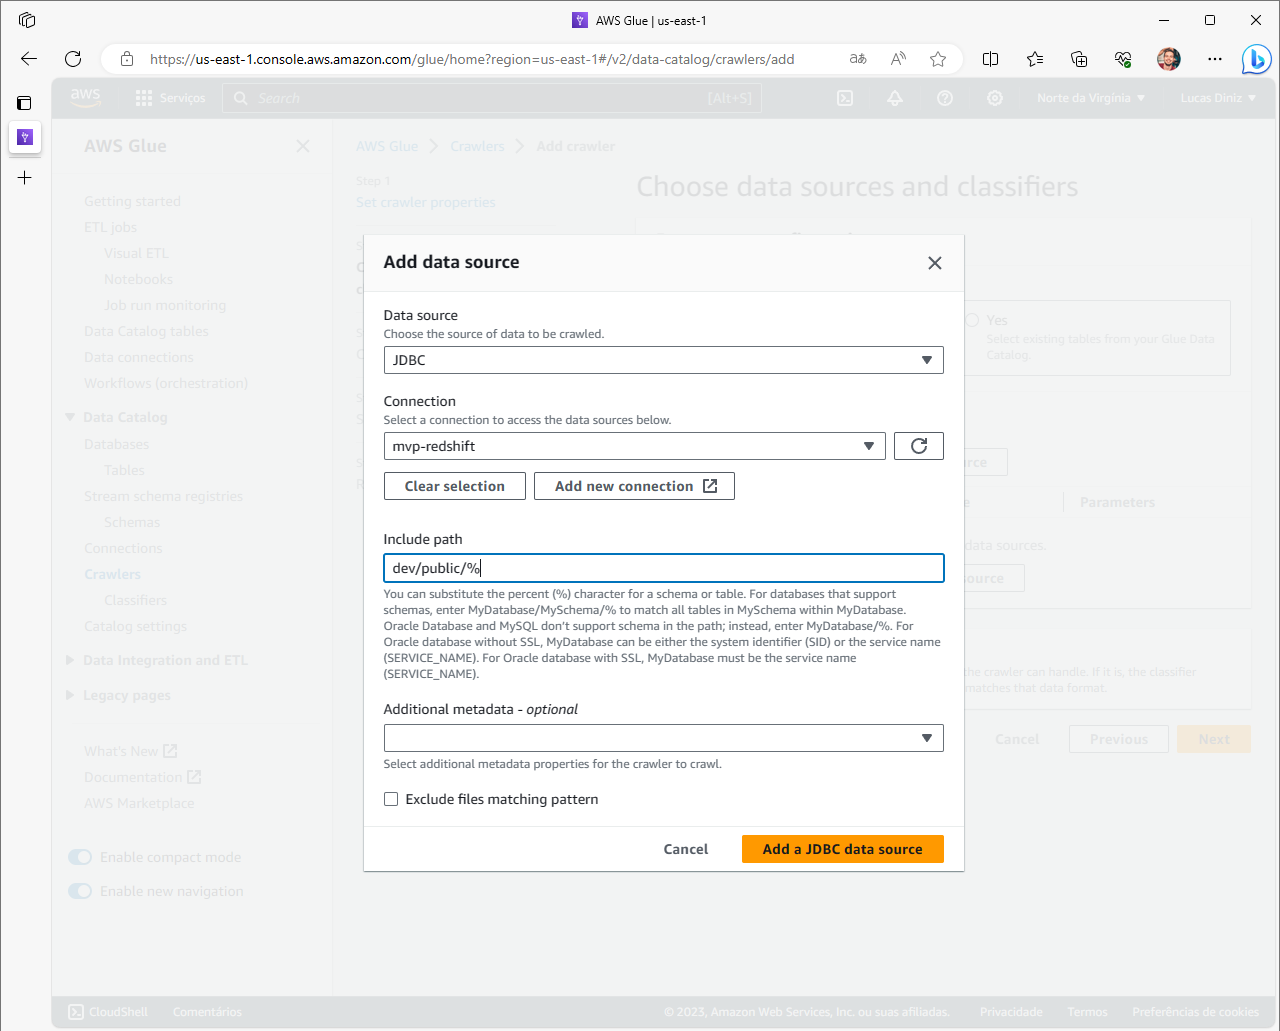 AWS Glue | us-east-1
https://us-east-1.console.aws.amazon.com/glue/home?region=us-east-1#/v2/data-catalog/crawlers/add
aws
Serviços
Search
[Alt+S]
Norte da Virgínia
Lucas Diniz
AWS Glue
Getting started
ETL jobs
Visual ETL
Notebooks
Job run monitoring
Data Catalog tables
Data connections
Workflows (orchestration)
Data Catalog
Databases
Tables
Stream schema registries
Schemas
Connections
Crawlers
Classifiers
Catalog settings
Data Integration and ETL
Legacy pages
What's New
Documentation
AWS Marketplace
Enable compact mode
Enable new navigation
AWS Glue
Crawlers
Add crawler
Step 1
Set crawler properties
Choose data sources and classifiers
Yes
Select existing tables from your Glue Data
Catalog
Parameters
data sources.
the crawler can handle. If it is, the classifier
matches that data format.
Cancel
Previous
Next
Add data source
Data source
Choose the source of data to be crawled.
JDBC
Connection
Select a connection to access the data sources below.
mvp-redshift
Clear selection
Add new connection
Include path
dev/public/%
You can substitute the percent (%) character for a schema or table. For databases that support
schemas, enter MyDatabase/MySchema/% to match all tables in MySchema within MyDatabase.
Oracle Database and MySQL don't support schema in the path; instead, enter MyDatabase/%. For
Oracle database without SSL, MyDatabase can be either the system identifier (SID) or the service name
(SERVICE_NAME). For Oracle database with SSL, MyDatabase must be the service name
(SERVICE_NAME).
Additional metadata - optional
Select additional metadata properties for the crawler to crawl.
Exclude files matching pattern
Cancel
Add a JDBC data source
CloudShell
Comentários
© 2023, Amazon Web Services, Inc. ou suas afiliadas.
Privacidade
Termos
Preferências de cookies